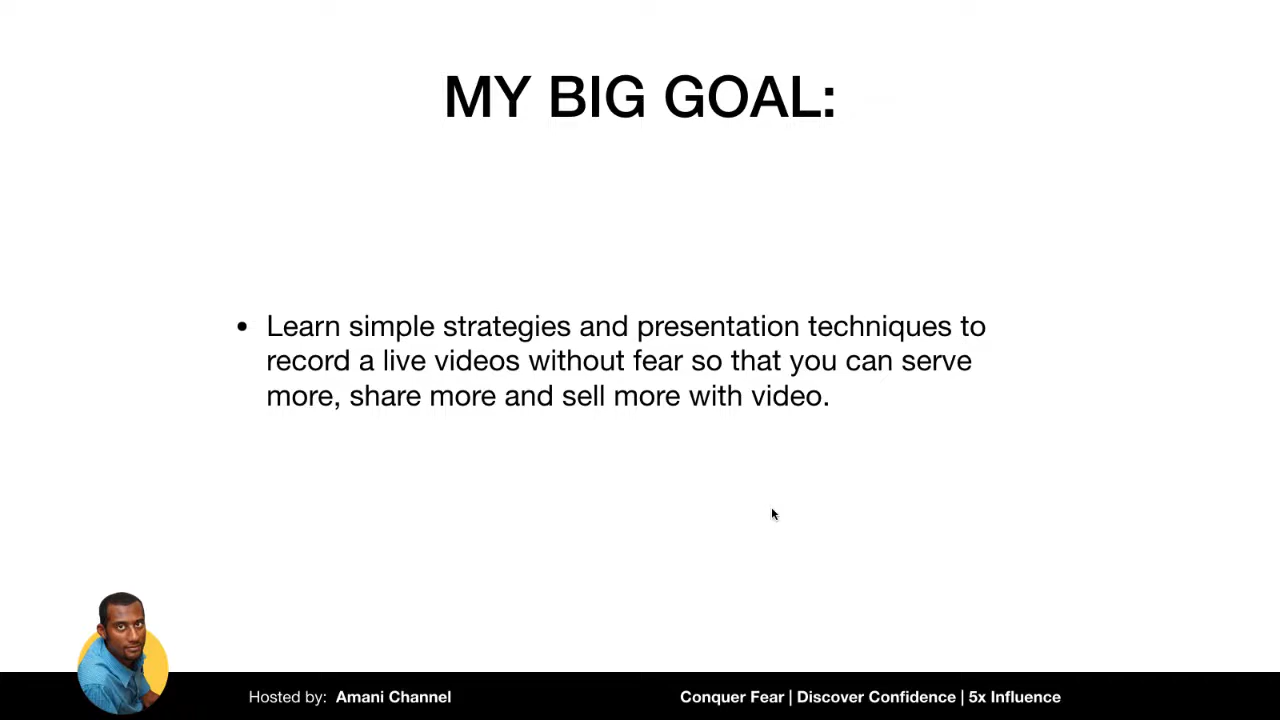 MY BIG GOAL:
• Learn simple strategies and presentation techniques to
record a live videos without fear so that you can serve
more, share more and sell more with video.
Hosted by: Amani Channel
Conquer Fear | Discover Confidence | 5x Influence